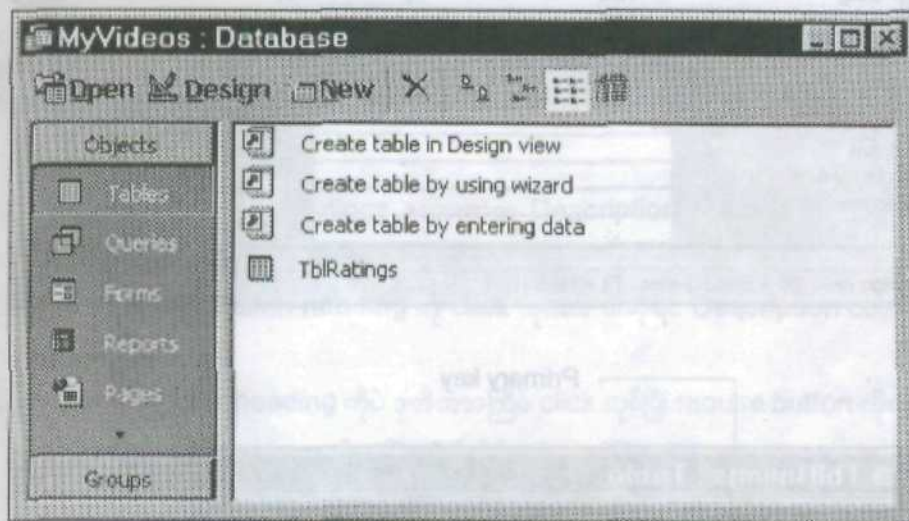 MyVideos : Database
Open Design New
Objects
Tables
Queries
Forms
Reports
Pages
Groups
Create table in Design view
Create table by using wizard
Create table by entering data
TblRatings
Primary key